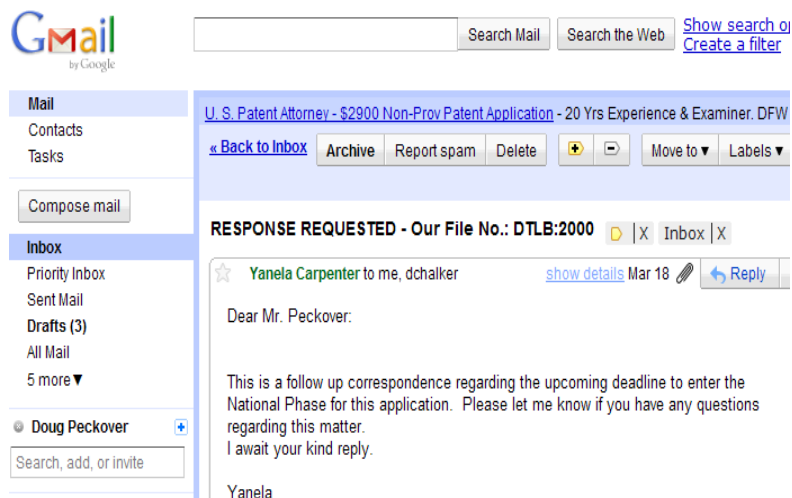 Gmail
by Google
Search Mail
Search the Web
Show search op
Create a filter
Mail
Contacts
Tasks
Compose mail
Inbox
Priority Inbox
Sent Mail
Drafts (3)
All Mail
5 more▼
Doug Peckover
Search, add, or invite
U. S. Patent Attorney - $2900 Non-Prov Patent Application - 20 Yrs Experience & Examiner. DFW
« Back to Inbox Archive Report spam Delete Move to ▼ Labels ▼
RESPONSE REQUESTED - Our File No.: DTLB:2000 X Inbox X
Yanela Carpenter to me, dchalker show details Mar 18 Reply
Dear Mr. Peckover:
This is a follow up correspondence regarding the upcoming deadline to enter the
National Phase for this application. Please let me know if you have any questions
regarding this matter.
I await your kind reply.
Yanela